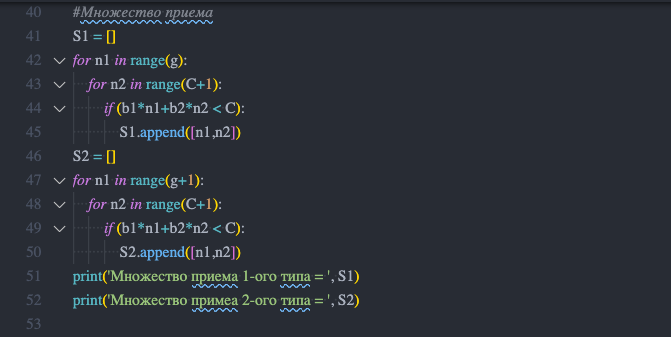 40 #Множество приема
41 S1 = []
42 for n1 in range(g):
43 for n2 in range(C+1):
44 if (b1*n1+b2*n2 < C):
45 S1.append([n1,n2])
46 S2 = []
47 for n1 in range(g+1):
48 for n2 in range(C+1):
49 if (b1*n1+b2*n2 < C):
50 S2.append([n1,n2])
51 print('Множество приема 1-ого типа = ', S1)
52 print('Множество примеа 2-ого типа = ', S2)
53